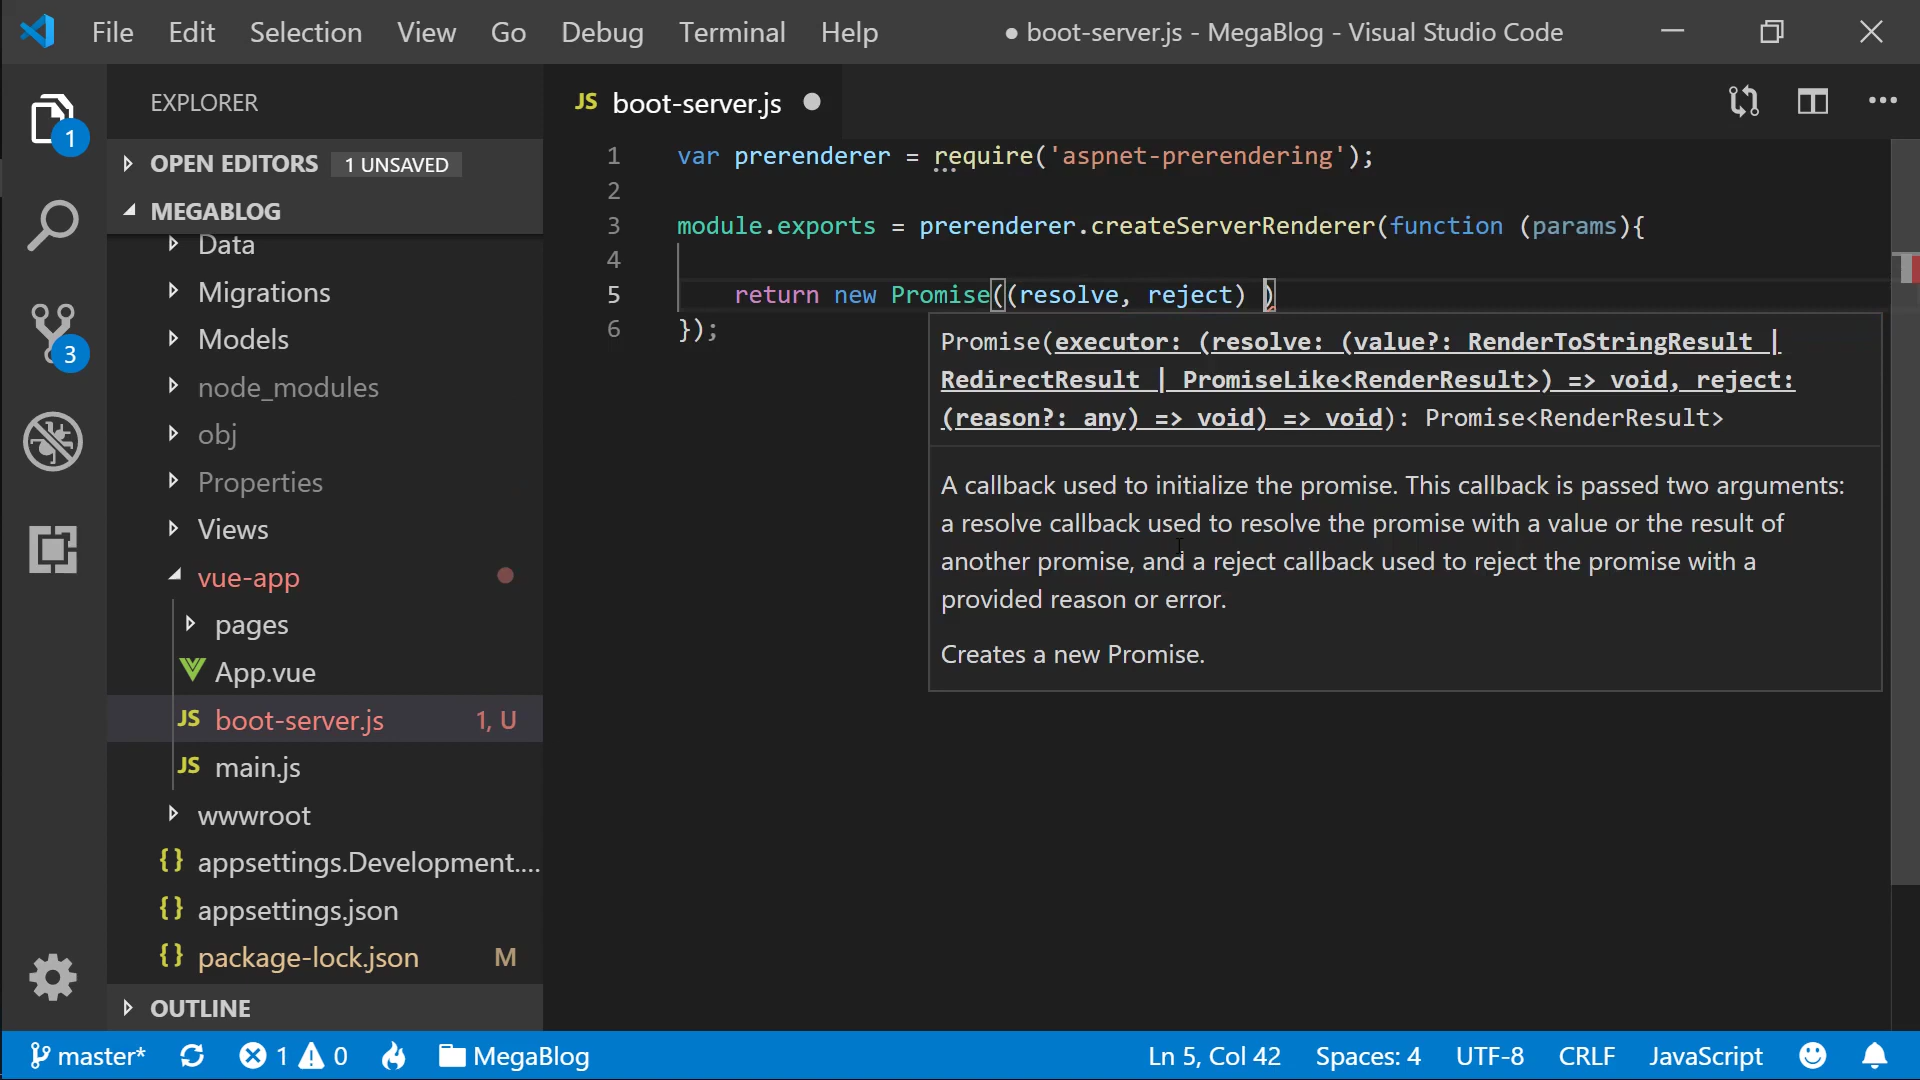 File Edit Selection View Go Debug Terminal Help ● boot-server.js - MegaBlog - Visual Studio Code
EXPLORER
JS boot-server.js
1
OPEN EDITORS 1 UNSAVED
MEGABLOG
Data
Migrations
Models
node_modules
obj
Properties
Views
vue-app
pages
App.vue
JS boot-server.js 1, U
JS main.js
wwwroot
{} appsettings.Development....
{} appsettings.json
{} package-lock.json M
OUTLINE
3
1 var prerenderer = require('aspnet-prerendering');
2
3 module.exports = prerenderer.createServerRenderer(function (params){
4
5 return new Promise((resolve, reject) )
6 });
Promise(executor: (resolve: (value?: RenderToStringResult |
RedirectResult | PromiseLike<RenderResult>) => void, reject:
(reason?: any) => void) => void): Promise<RenderResult>
A callback used to initialize the promise. This callback is passed two arguments:
a resolve callback used to resolve the promise with a value or the result of
another promise, and a reject callback used to reject the promise with a
provided reason or error.
Creates a new Promise.
master* 1 0 MegaBlog Ln 5, Col 42 Spaces: 4 UTF-8 CRLF JavaScript